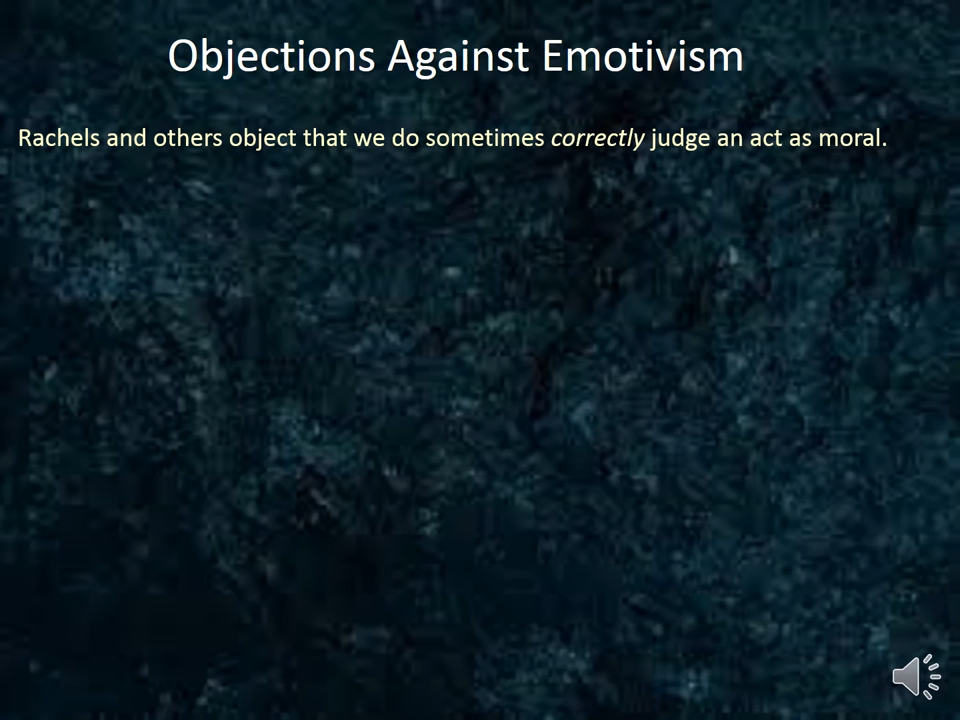 Objections Against Emotivism
Rachels and others object that we do sometimes correctly judge an act as moral.